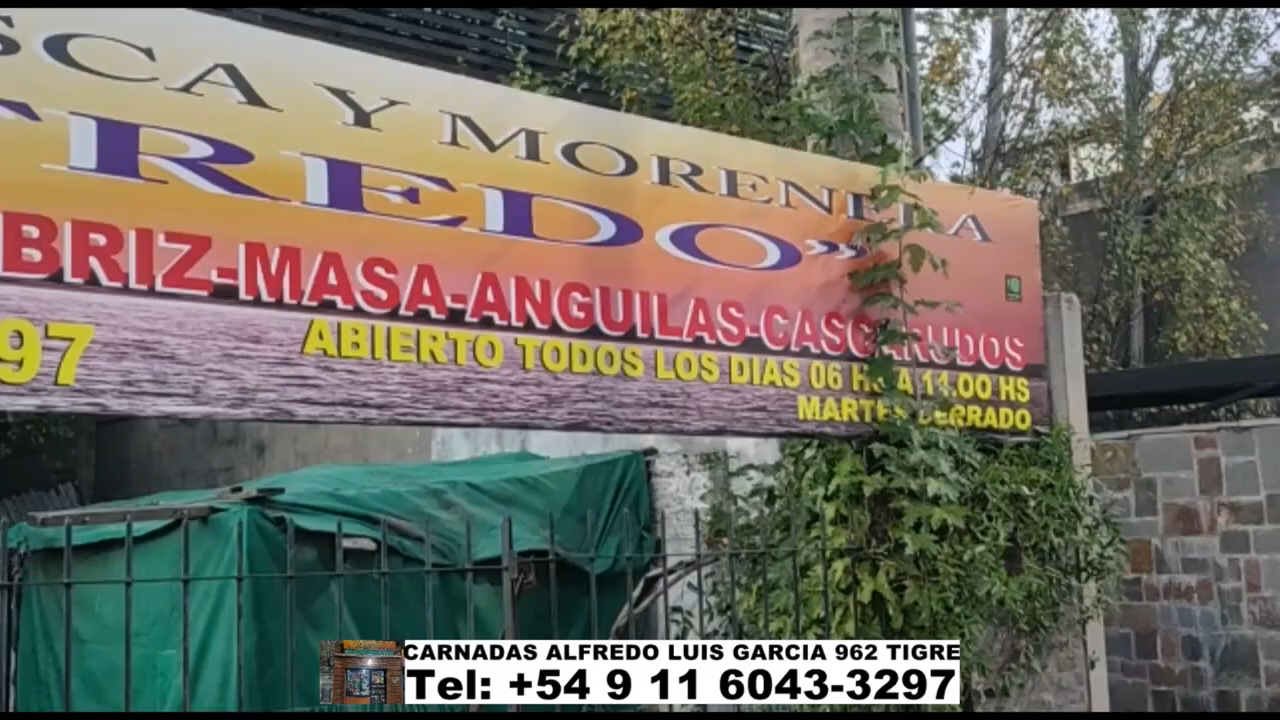 SCA Y MORENITA
FREDO”
BRIZ-MASA-ANGUILAS-CASCARUDOS
97
ABIERTO TODOS LOS DIAS 06 HS A 14.00 HS
MARTES CERRADO
CARNADAS ALFREDO LUIS GARCIA 962 TIGRE
Tel: +54 9 11 6043-3297